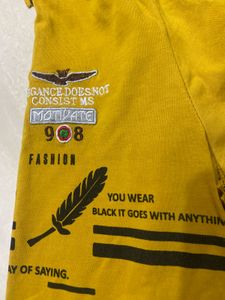 GANCE.DOES NOT
CONSIST MS
MOTIVATE
9 8
FASHION
YOU WEAR
BLACK IT GOES WITH ANYTHIN
AY OF SAYING.